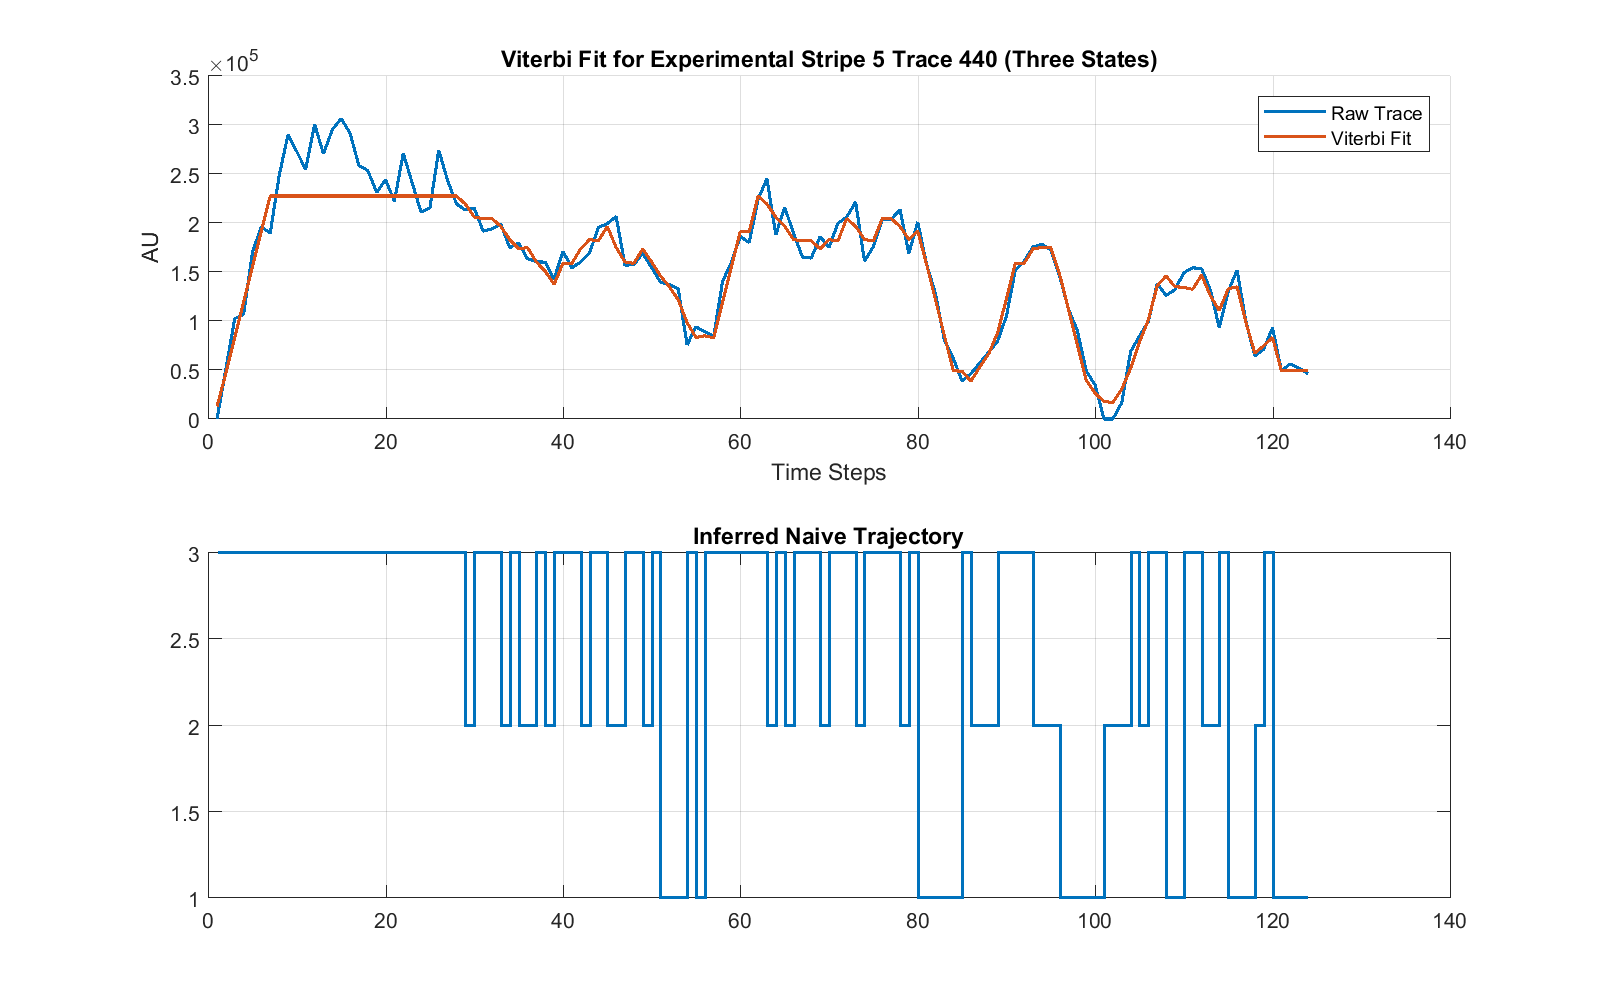 Viterbi Fit for Experimental Stripe 5 Trace 440 (Three States)
×10^5
3.5
3
2.5
2
1.5
1
0.5
0
AU
Raw Trace
Viterbi Fit
0 20 40 60 80 100 120 140
Time Steps
Inferred Naive Trajectory
3
2.5
2
1.5
1
0 20 40 60 80 100 120 140